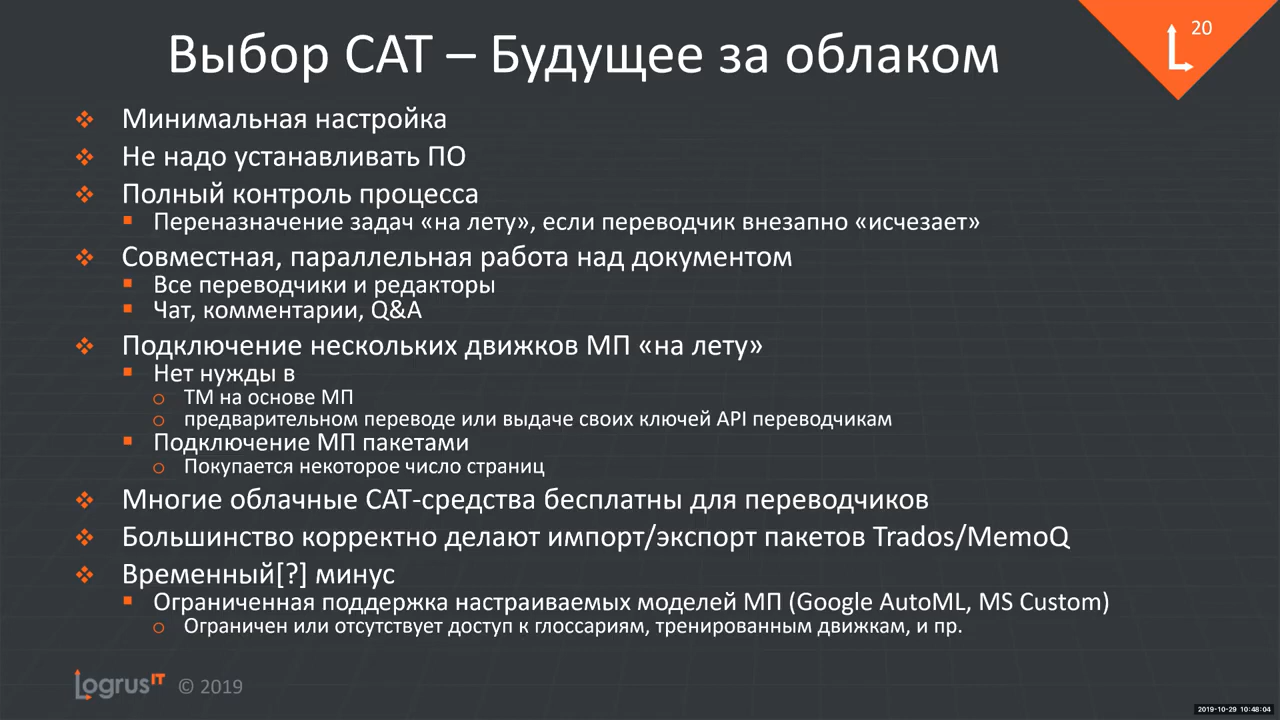 20
Выбор CAT – Будущее за облаком
Минимальная настройка
Не надо устанавливать ПО
Полный контроль процесса
Переназначение задач «на лету», если переводчик внезапно «исчезает»
Совместная, параллельная работа над документом
Все переводчики и редакторы
Чат, комментарии, Q&A
Подключение нескольких движков МП «на лету»
Нет нужды в
ТМ на основе МП
предварительном переводе или выдаче своих ключей API переводчикам
Подключение МП пакетами
Покупается некоторое число страниц
Многие облачные CAT-средства бесплатны для переводчиков
Большинство корректно делают импорт/экспорт пакетов Trados/MemoQ
Временный[?] минус
Ограниченная поддержка настраиваемых моделей МП (Google AutoML, MS Custom)
Ограничен или отсутствует доступ к глоссариям, тренированным движкам, и пр.
LogrusIT © 2019
2019-10-29 10:48:04